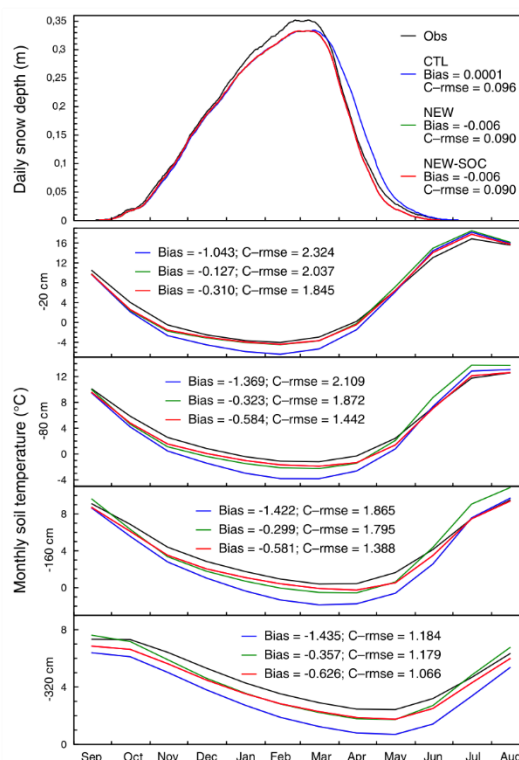 Daily snow depth (m)
0,35
0,3
0,25
0,2
0,15
0,1
0,05
0
Obs
CTL
Bias = 0.0001
C−rmse = 0.096
NEW
Bias = -0.006
C−rmse = 0.090
NEW-SOC
Bias = -0.006
C−rmse = 0.090
Monthly soil temperature (°C)
-20 cm
16
12
8
4
0
-4
Bias = -1.043; C−rmse = 2.324
Bias = -0.127; C−rmse = 2.037
Bias = -0.310; C−rmse = 1.845
-80 cm
12
8
4
0
-4
Bias = -1.369; C−rmse = 2.109
Bias = -0.323; C−rmse = 1.872
Bias = -0.584; C−rmse = 1.442
-160 cm
8
4
0
Bias = -1.422; C−rmse = 1.865
Bias = -0.299; C−rmse = 1.795
Bias = -0.581; C−rmse = 1.388
-320 cm
8
4
0
Bias = -1.435; C−rmse = 1.184
Bias = -0.357; C−rmse = 1.179
Bias = -0.626; C−rmse = 1.066
Sep Oct Nov Dec Jan Feb Mar Apr May Jun Jul Aug